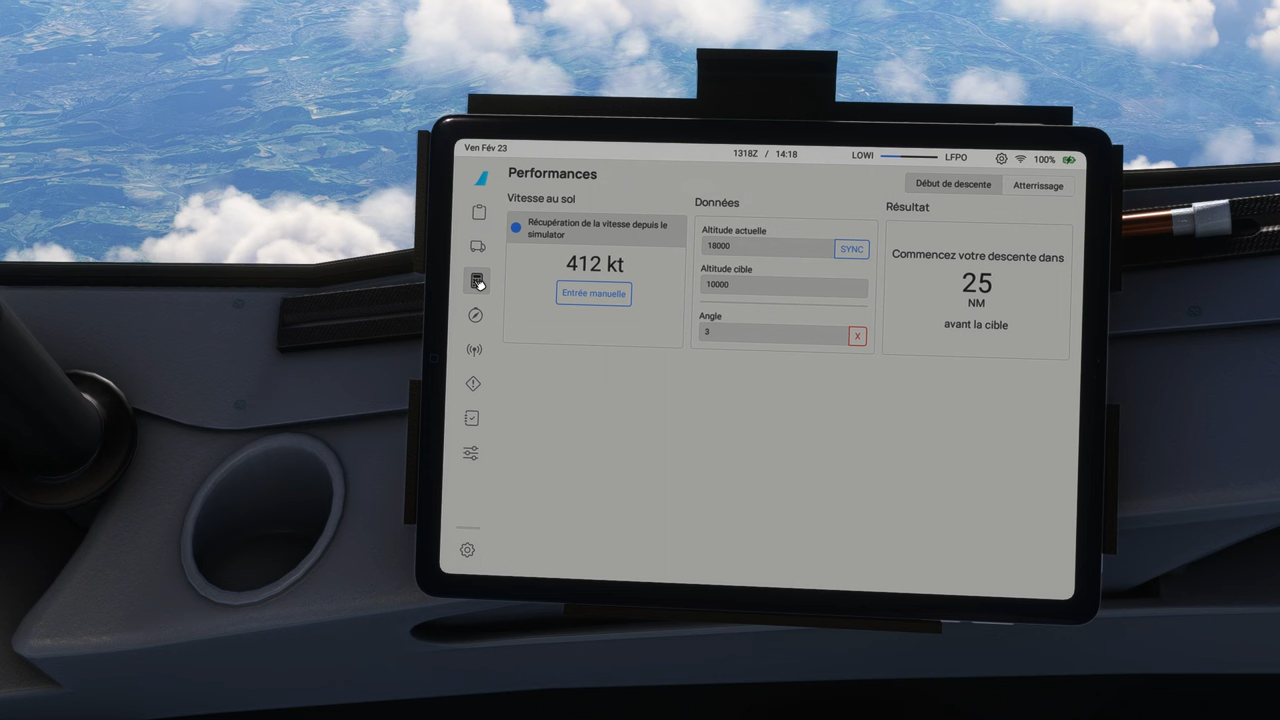 Ven Fév 23
1318Z / 14:18
LOWI
LFPO
100%
Performances
Début de descente
Atterrissage
Vitesse au sol
Récupération de la vitesse depuis le
simulator
412 kt
Entrée manuelle
Données
Altitude actuelle
18000
SYNC
Altitude cible
10000
Angle
3
X
Résultat
Commencez votre descente dans
25
NM
avant la cible